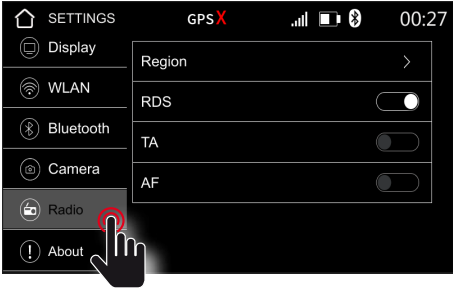 SETTINGS GPS X 00:27
Display
WLAN
Bluetooth
Camera
Radio
About
Region
RDS
TA
AF